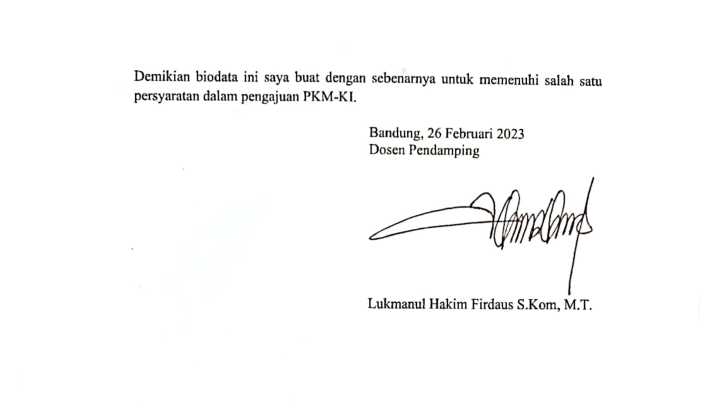 Demikian biodata ini saya buat dengan sebenarnya untuk memenuhi salah satu
persyaratan dalam pengajuan PKM-KI.
Bandung, 26 Februari 2023
Dosen Pendamping
Lukmanul Hakim Firdaus S.Kom, M.T.